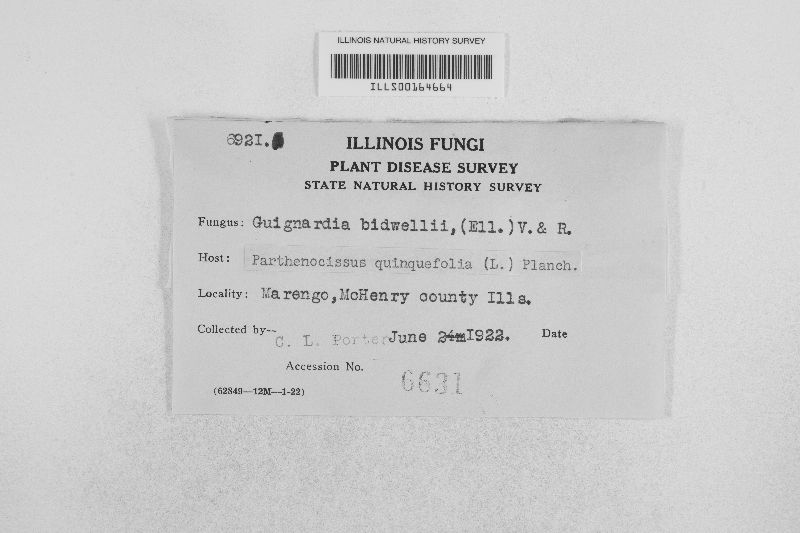 ILLINOIS NATURAL HISTORY SURVEY
ILLS00164664
6921.
ILLINOIS FUNGI
PLANT DISEASE SURVEY
STATE NATURAL HISTORY SURVEY
Fungus: Guignardia bidwellii,(Ell.)V.& R.
Host: Parthenocissus quinquefolia (L.) Planch.
Locality: Marengo,McHenry county Ills.
Collected by-- C. L. Porter June 24 1922. Date
Accession No. 6631
(62849—12M—1-22)